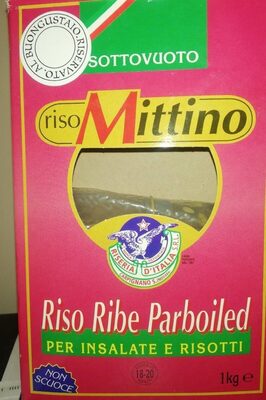 RISERVATO AL BUONGUSTAIO
SOTTOVUOTO
riso Mittino
RISERIA D'ITALIA S.R.L.
CARPIGNANO S.
Riso Ribe Parboiled
PER INSALATE E RISOTTI
NON
SCUOCE
18-20
1kg e